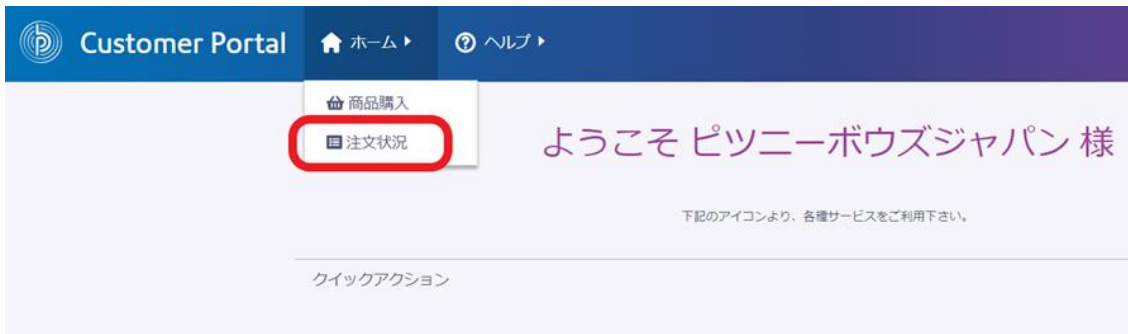 Customer Portal ホーム ヘルプ
商品購入
注文状況
ようこそ ピツニーボウズジャパン 様
下記のアイコンより、各種サービスをご利用下さい。
クイックアクション